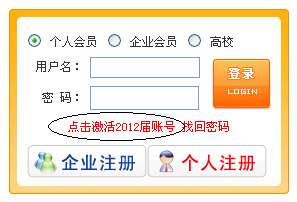 个人会员 企业会员 高校
用户名：
登录
LOGIN
密 码：
点击激活2012届账号 找回密码
企业注册 个人注册